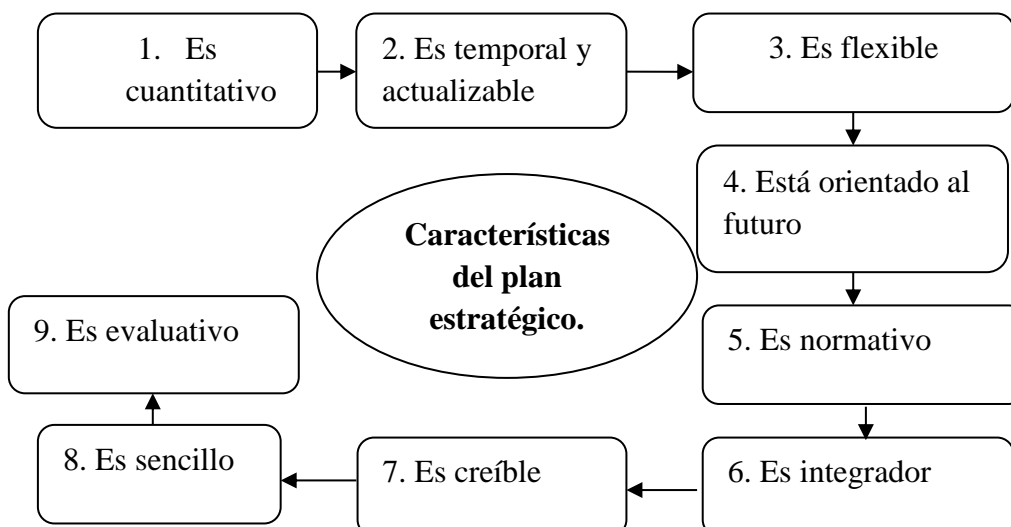 1. Es
cuantitativo
2. Es temporal y
actualizable
3. Es flexible
4. Está orientado al
futuro
Características
del plan
estratégico.
5. Es normativo
6. Es integrador
7. Es creíble
8. Es sencillo
9. Es evaluativo